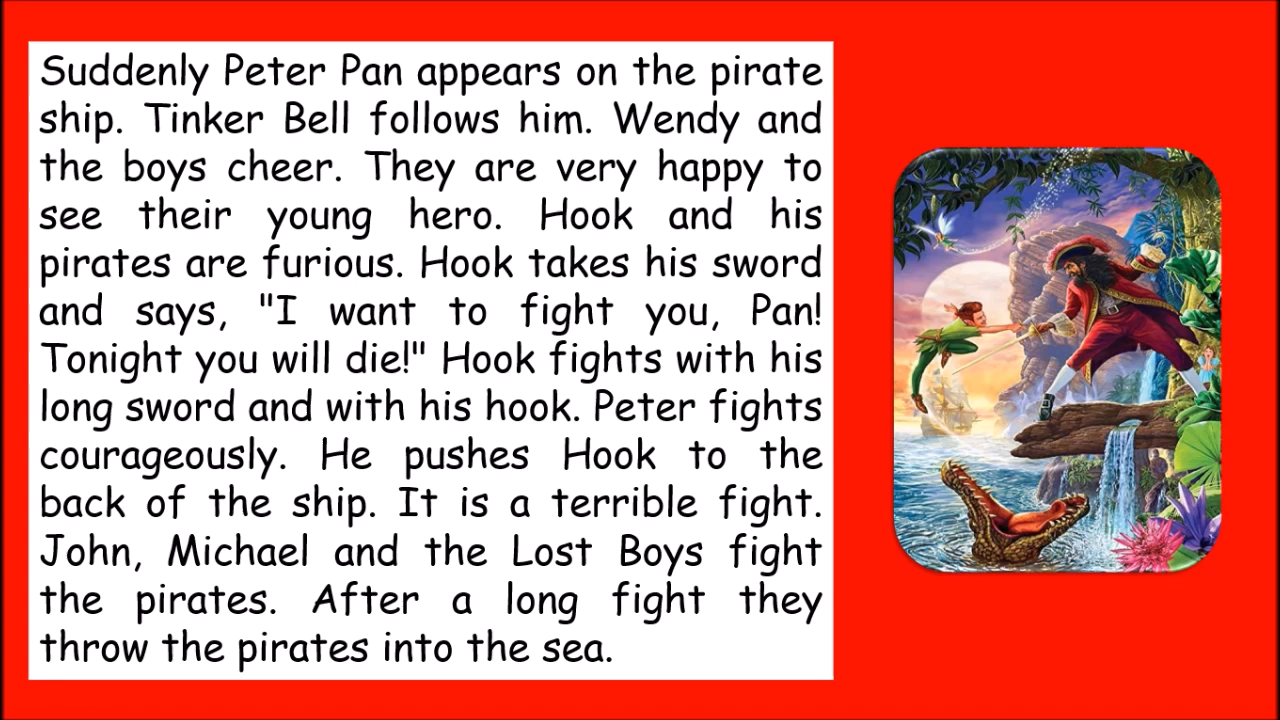 Suddenly Peter Pan appears on the pirate
ship. Tinker Bell follows him. Wendy and
the boys cheer. They are very happy to
see their young hero. Hook and his
pirates are furious. Hook takes his sword
and says, "I want to fight you, Pan!
Tonight you will die!" Hook fights with his
long sword and with his hook. Peter fights
courageously. He pushes Hook to the
back of the ship. It is a terrible fight.
John, Michael and the Lost Boys fight
the pirates. After a long fight they
throw the pirates into the sea.